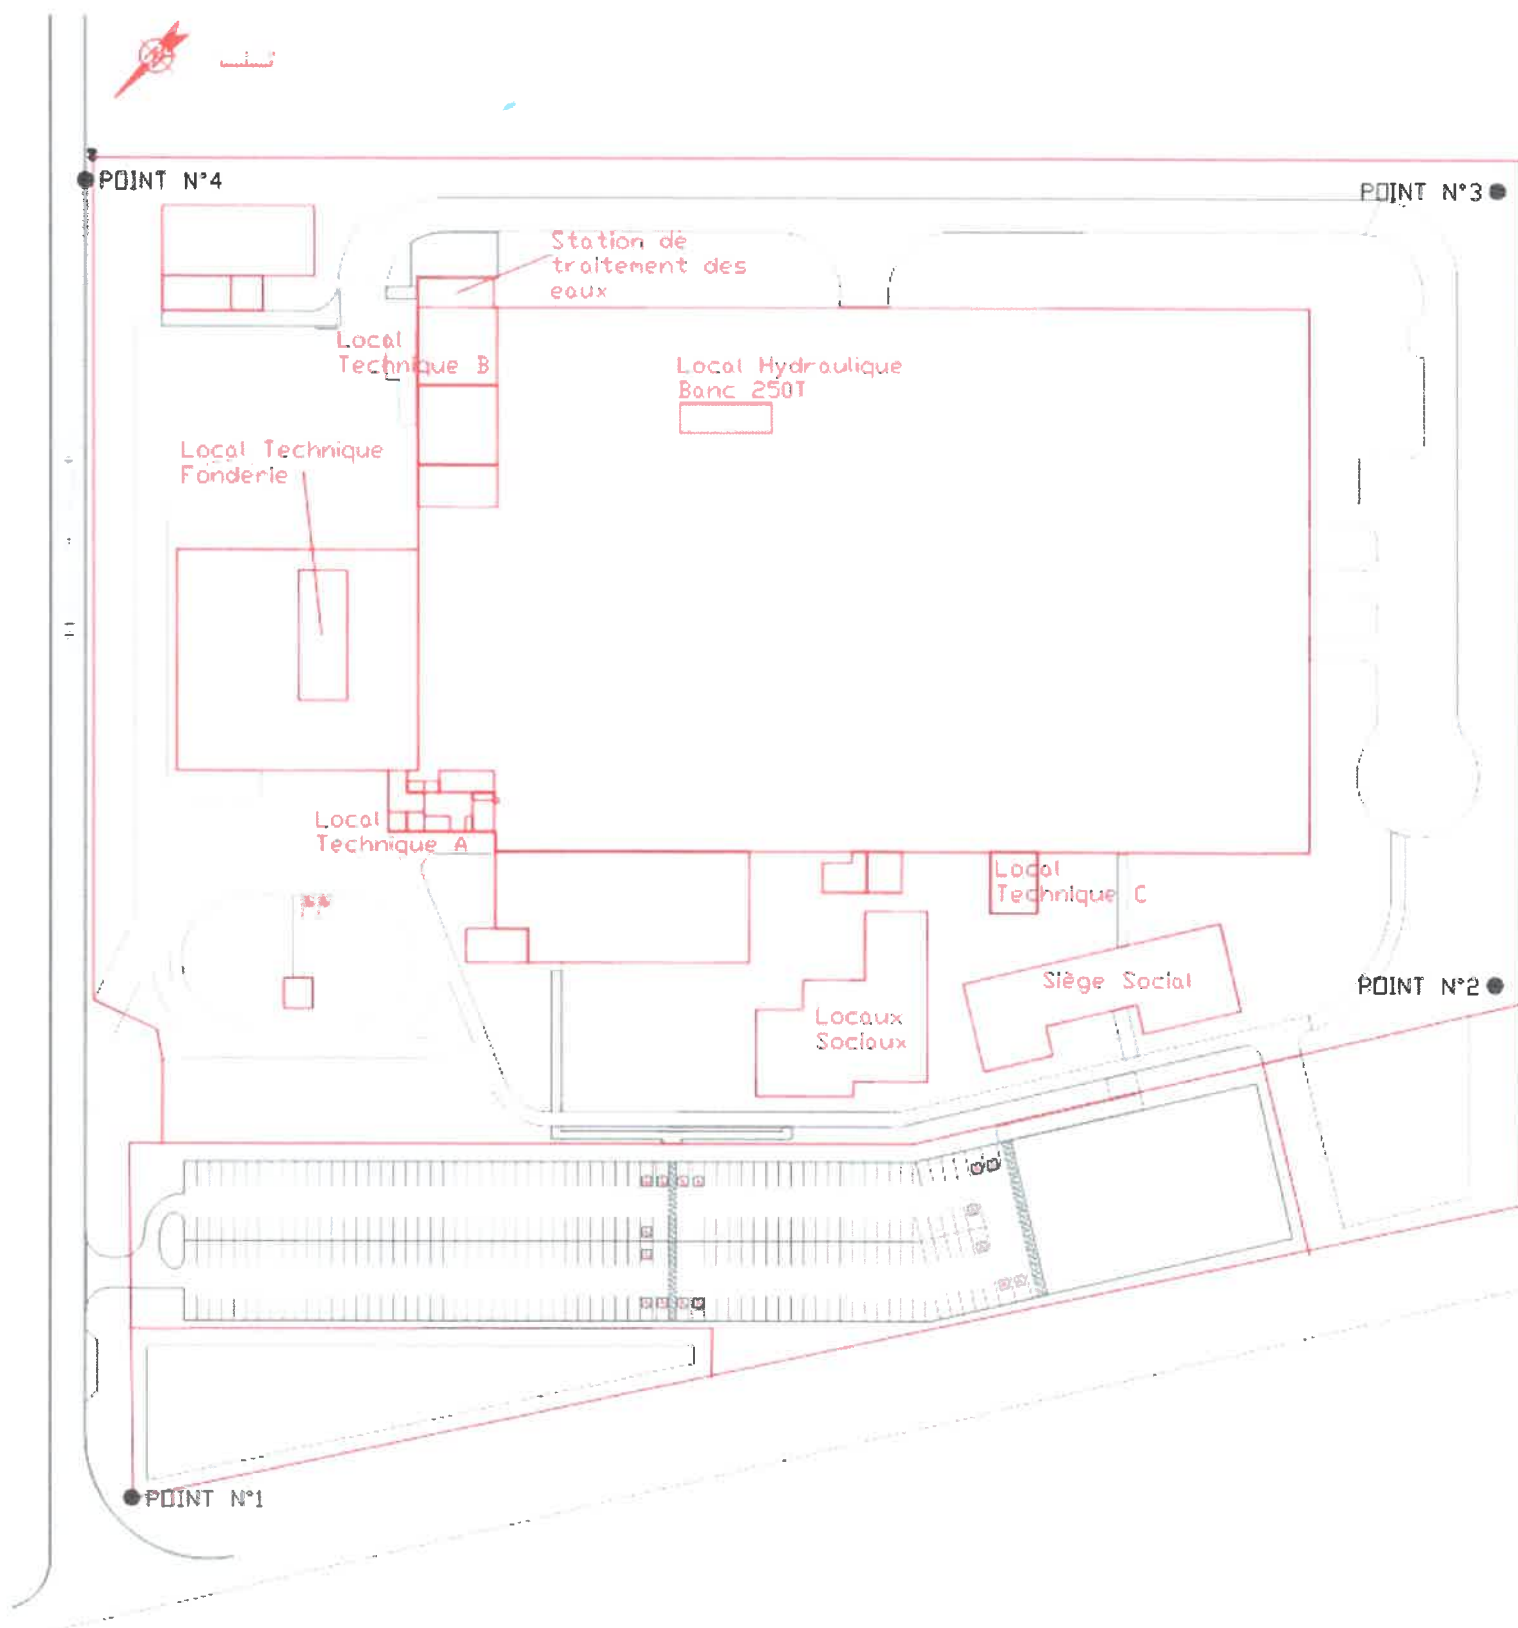 POINT N°4
POINT N°3
Station de
traitement des
eaux
Local
Technique B
Local Hydraulique
Banc 250T
Local Technique
Fonderie
Local
Technique A
Local
Technique C
Siège Social
POINT N°2
Locaux
Sociaux
POINT N°1